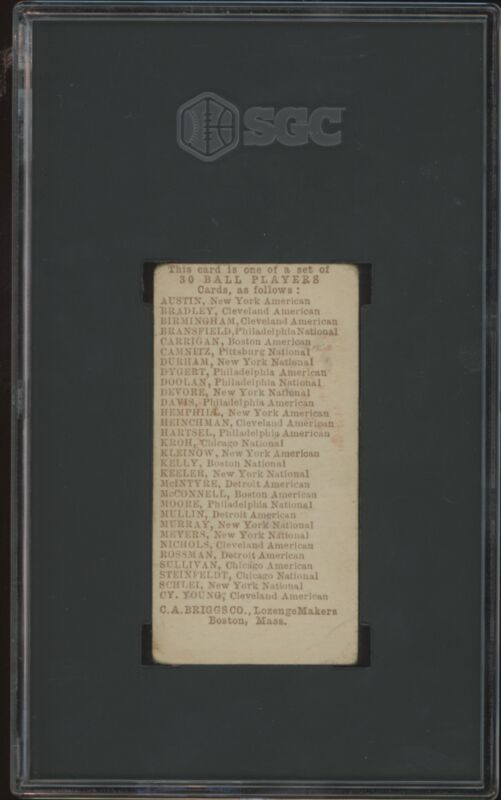 SGC
This card is one of a set of
30 BALL PLAYERS
Cards, as follows:
AUSTIN, New York American
BRADLEY, Cleveland American
BIRMINGHAM, Cleveland American
BRANSFIELD, Philadelphia National
CARRIGAN, Boston American
CAMNITZ, Pittsburg National
DURHAM, New York National
DYGERT, Philadelphia American
DOOLAN, Philadelphia National
DEVORE, New York National
DAVIS, Philadelphia American
HEMPHILL, New York American
HEINCHMAN, Cleveland American
HARTSEL, Philadelphia American
KROH, Chicago National
KLEINOW, New York American
KELLY, Boston National
KEELER, New York National
McINTYRE, Detroit American
McCONNELL, Boston American
MOORE, Philadelphia National
MULLIN, Detroit American
MURRAY, New York National
MEYERS, New York National
NICHOLS, Cleveland American
ROSSMAN, Detroit American
SULLIVAN, Chicago American
STEINFELDT, Chicago National
SCHLEI, New York National
CY. YOUNG, Cleveland American
C.A. BRIGGS CO., Lozenge Makers
Boston, Mass.